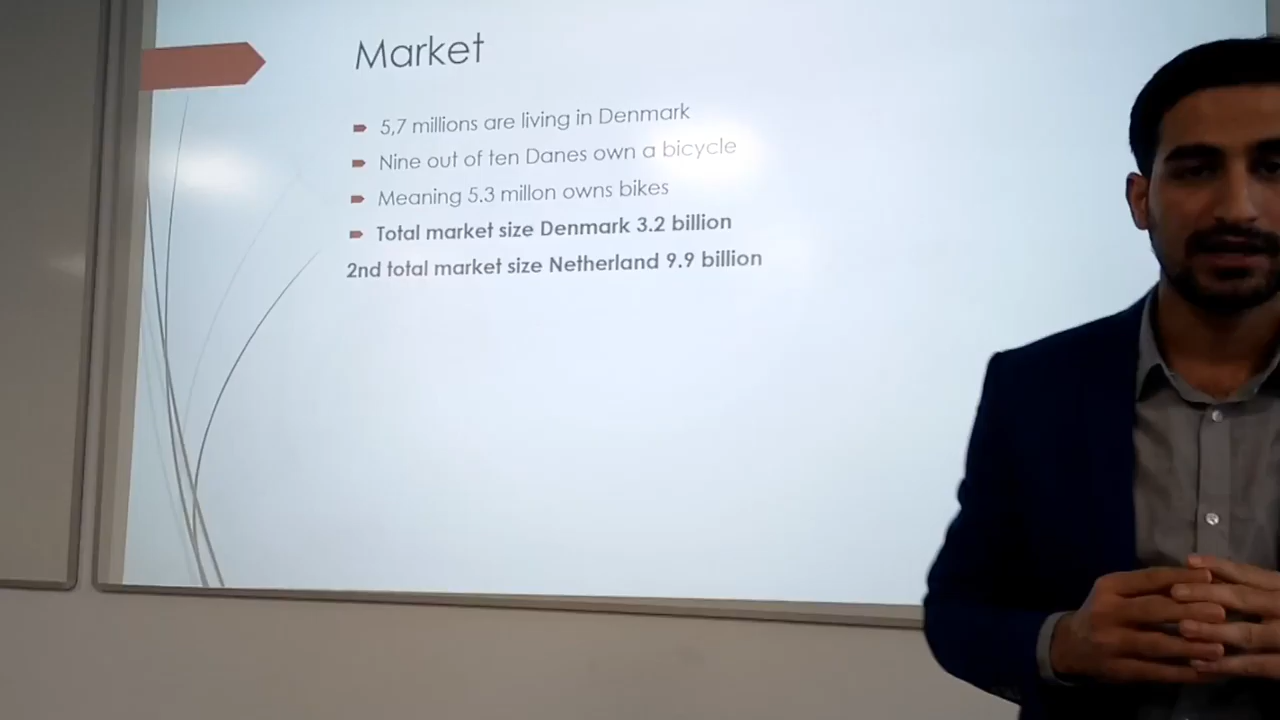 Market
5,7 millions are living in Denmark
Nine out of ten Danes own a bicycle
Meaning 5.3 millon owns bikes
Total market size Denmark 3.2 billion
2nd total market size Netherland 9.9 billion